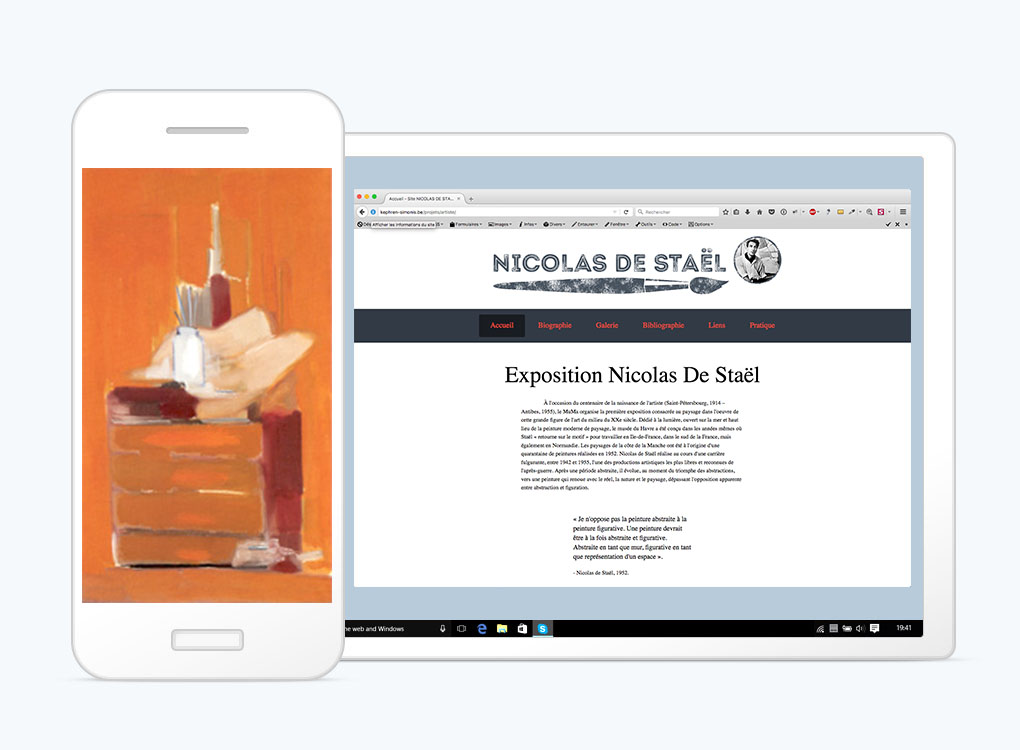 Accueil - Site NICOLAS DE STA...
kephren-simonis.be/projets/artiste/
Rechercher
Afficher les informations du site
Formulaires
Images
Infos
Divers
Entourer
Fenêtre
Outils
Code
Options
NICOLAS DE STAËL
Accueil
Biographie
Galerie
Bibliographie
Liens
Pratique
Exposition Nicolas De Staël
À l'occasion du centenaire de la naissance de l'artiste (Saint-Pétersbourg, 1914 –
Antibes, 1955), le MuMa organise la première exposition consacrée au paysage dans l'oeuvre de
cette grande figure de l'art du milieu du XXe siècle. Dédié à la lumière, ouvert sur la mer et haut
lieu de la peinture moderne de paysage, le musée du Havre a été conçu dans les années mêmes où
Staël « retourne sur le motif » pour travailler en Ile-de-France, dans le sud de la France, mais
également en Normandie. Les paysages de la côte de la Manche ont été à l'origine d'une
quarantaine de peintures réalisées en 1952. Nicolas de Staël réalise au cours d'une carrière
fulgurante, entre 1942 et 1955, l'une des productions artistiques les plus libres et reconnues de
l'après-guerre. Après une période abstraite, il évolue, au moment du triomphe des abstractions,
vers une peinture qui renoue avec le réel, la nature et le paysage, dépassant l'opposition apparente
entre abstraction et figuration.
« Je n'oppose pas la peinture abstraite à la
peinture figurative. Une peinture devrait
être à la fois abstraite et figurative.
Abstraite en tant que mur, figurative en tant
que représentation d'un espace ».
- Nicolas de Staël, 1952.
he web and Windows
19:41